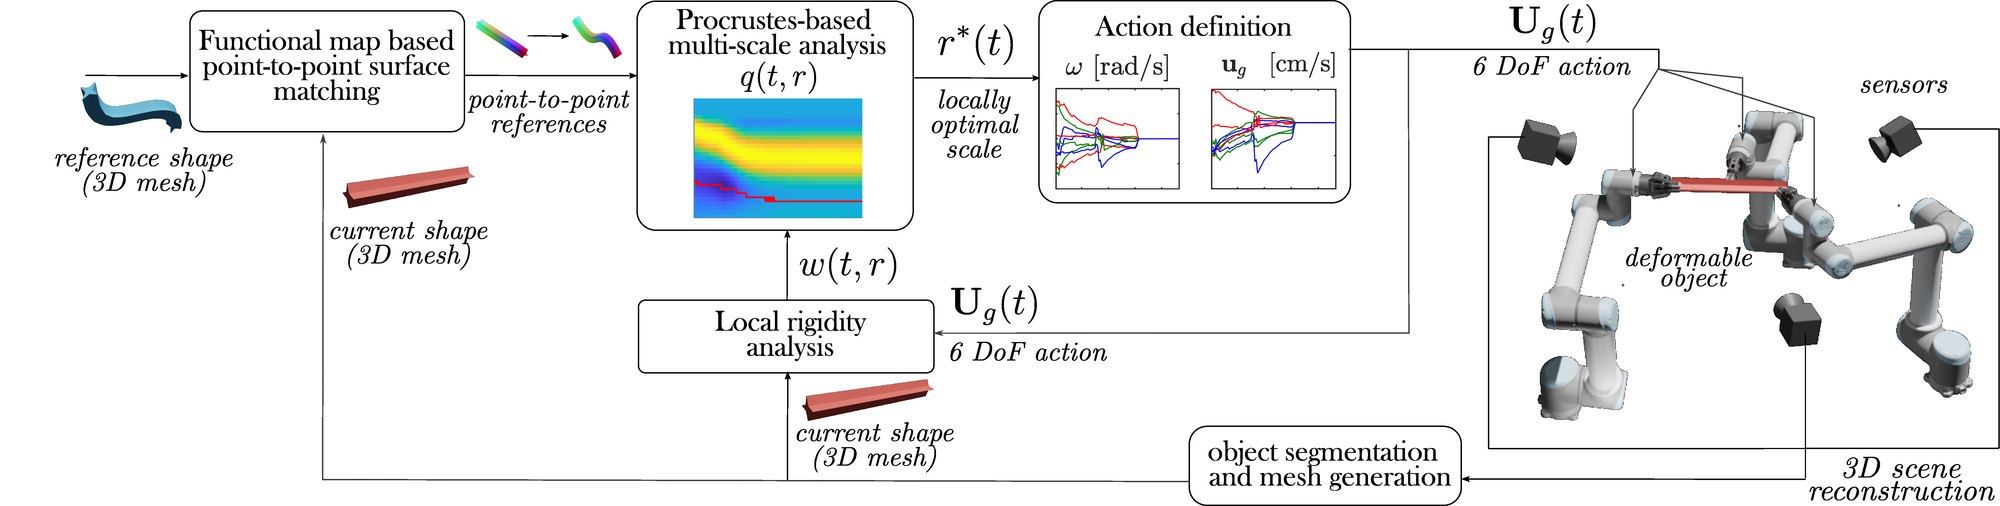 Functional map based
point-to-point surface
matching
reference shape
(3D mesh)
current shape
(3D mesh)
point-to-point
references
Procrustes-based
multi-scale analysis
q(t, r)
r*(t)
locally
optimal
scale
Action definition
ω [rad/s]
u_g [cm/s]
U_g(t)
6 DoF action
sensors
deformable
object
w(t, r)
Local rigidity
analysis
U_g(t)
6 DoF action
current shape
(3D mesh)
object segmentation
and mesh generation
3D scene
reconstruction